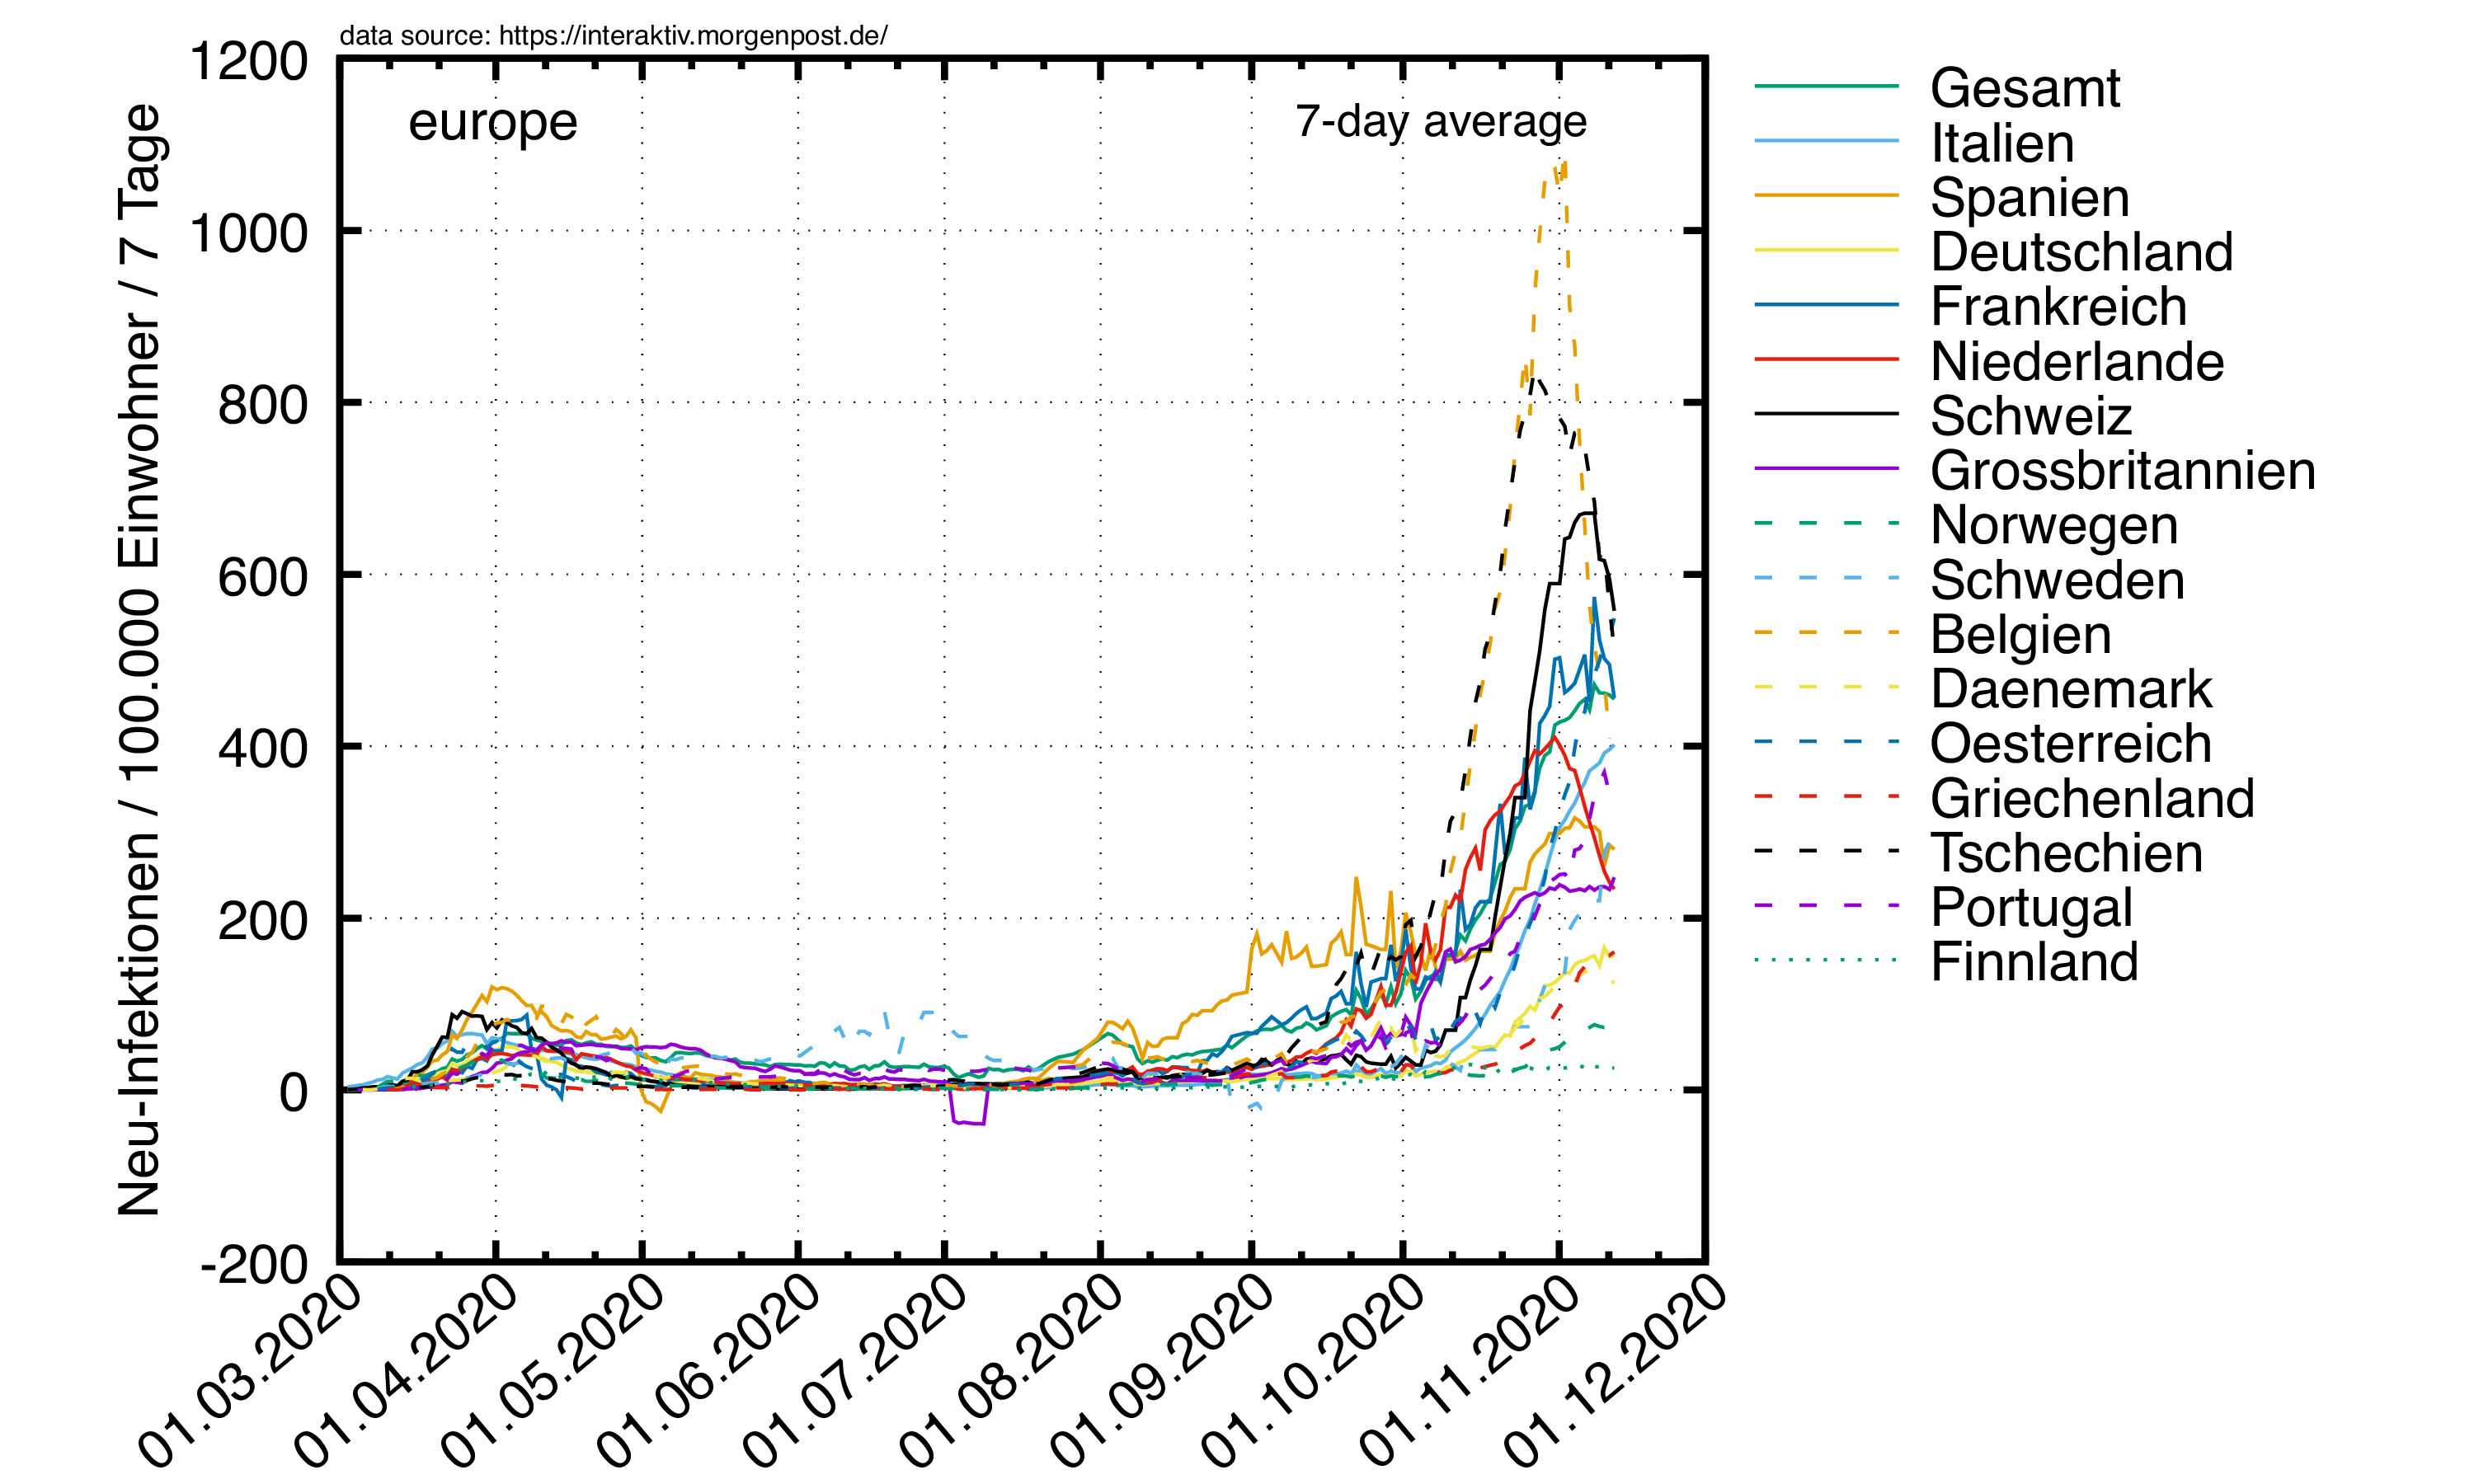 data source: https://interaktiv.morgenpost.de/
europe
7-day average
Neu-Infektionen / 100.000 Einwohner / 7 Tage
1200
1000
800
600
400
200
0
-200
01.03.2020
01.04.2020
01.05.2020
01.06.2020
01.07.2020
01.08.2020
01.09.2020
01.10.2020
01.11.2020
01.12.2020
Gesamt
Italien
Spanien
Deutschland
Frankreich
Niederlande
Schweiz
Grossbritannien
Norwegen
Schweden
Belgien
Daenemark
Oesterreich
Griechenland
Tschechien
Portugal
Finnland